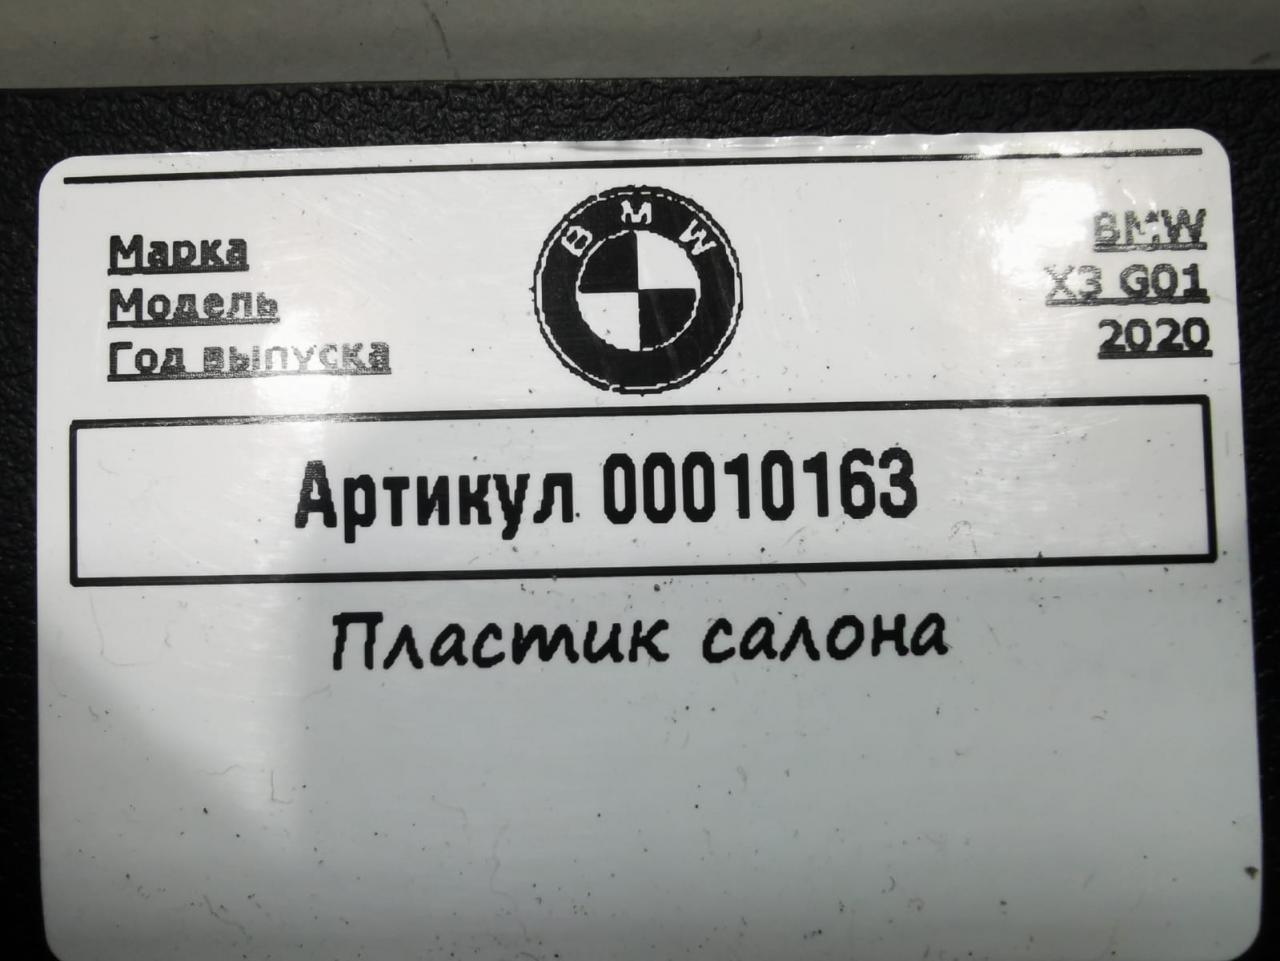 Марка BMW
Модель X3 G01
Год выпуска 2020
BMW
Артикул 00010163
Пластик салона